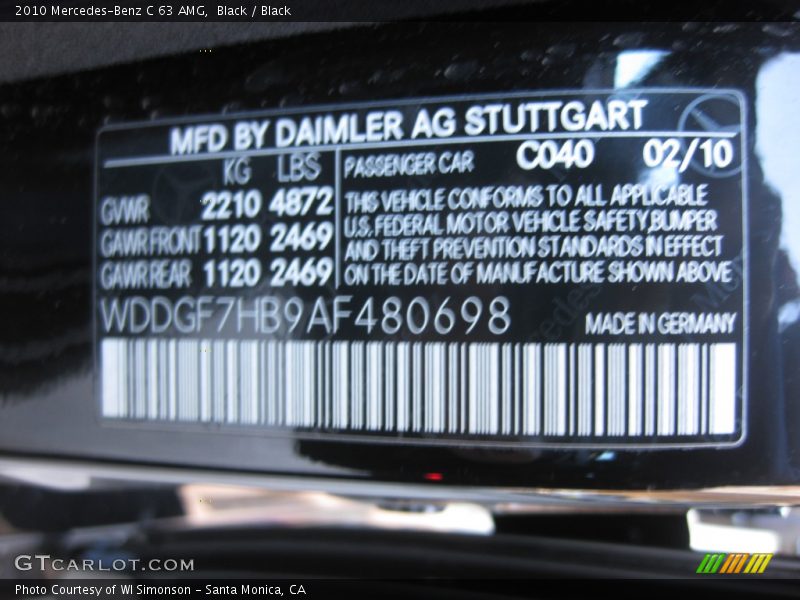 2010 Mercedes-Benz C 63 AMG, Black / Black
MFD BY DAIMLER AG STUTTGART
KG LBS
GVWR 2210 4872
GAWR FRONT 1120 2469
GAWR REAR 1120 2469
PASSENGER CAR C040 02/10
THIS VEHICLE CONFORMS TO ALL APPLICABLE
U.S. FEDERAL MOTOR VEHICLE SAFETY, BUMPER
AND THEFT PREVENTION STANDARDS IN EFFECT
ON THE DATE OF MANUFACTURE SHOWN ABOVE
WDDGF7HB9AF480698
MADE IN GERMANY
GTCARLOT.COM
Photo Courtesy of WI Simonson - Santa Monica, CA